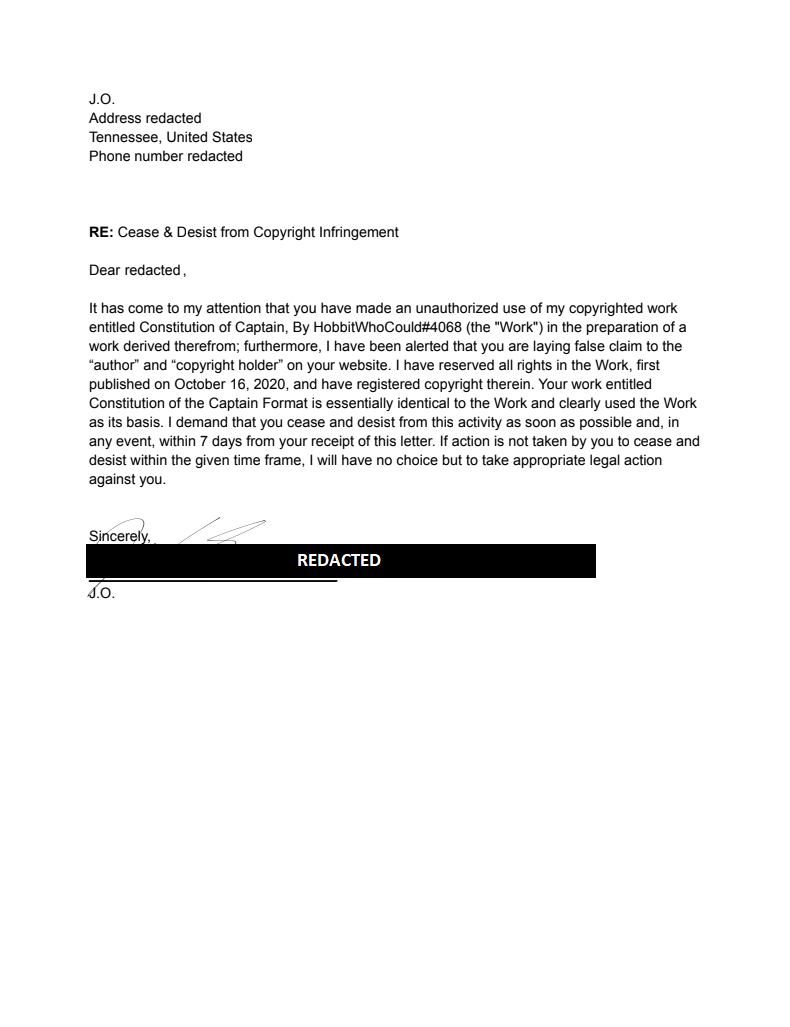 J.O.
Address redacted
Tennessee, United States
Phone number redacted
RE: Cease & Desist from Copyright Infringement
Dear redacted,
It has come to my attention that you have made an unauthorized use of my copyrighted work
entitled Constitution of Captain, By HobbitWhoCould#4068 (the "Work") in the preparation of a
work derived therefrom; furthermore, I have been alerted that you are laying false claim to the
“author” and “copyright holder” on your website. I have reserved all rights in the Work, first
published on October 16, 2020, and have registered copyright therein. Your work entitled
Constitution of the Captain Format is essentially identical to the Work and clearly used the Work
as its basis. I demand that you cease and desist from this activity as soon as possible and, in
any event, within 7 days from your receipt of this letter. If action is not taken by you to cease and
desist within the given time frame, I will have no choice but to take appropriate legal action
against you.
Sincerely,
REDACTED
J.O.